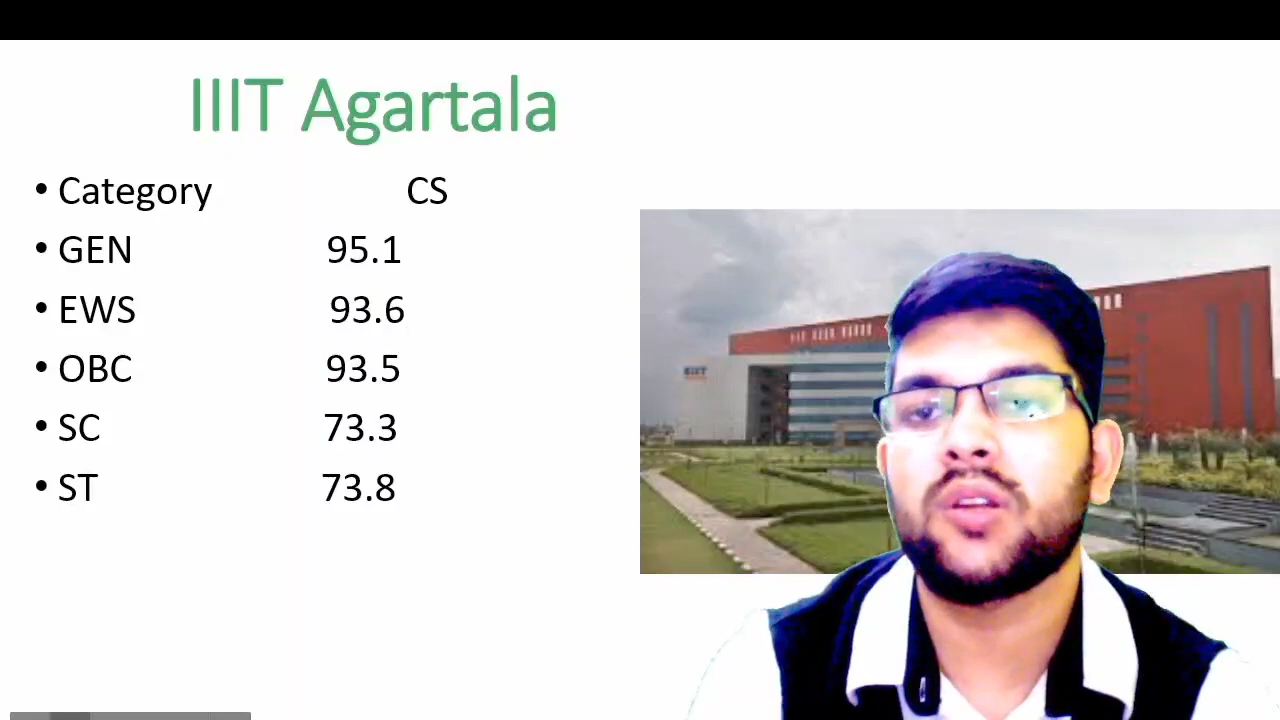 IIIT Agartala
• Category CS
• GEN 95.1
• EWS 93.6
• OBC 93.5
• SC 73.3
• ST 73.8